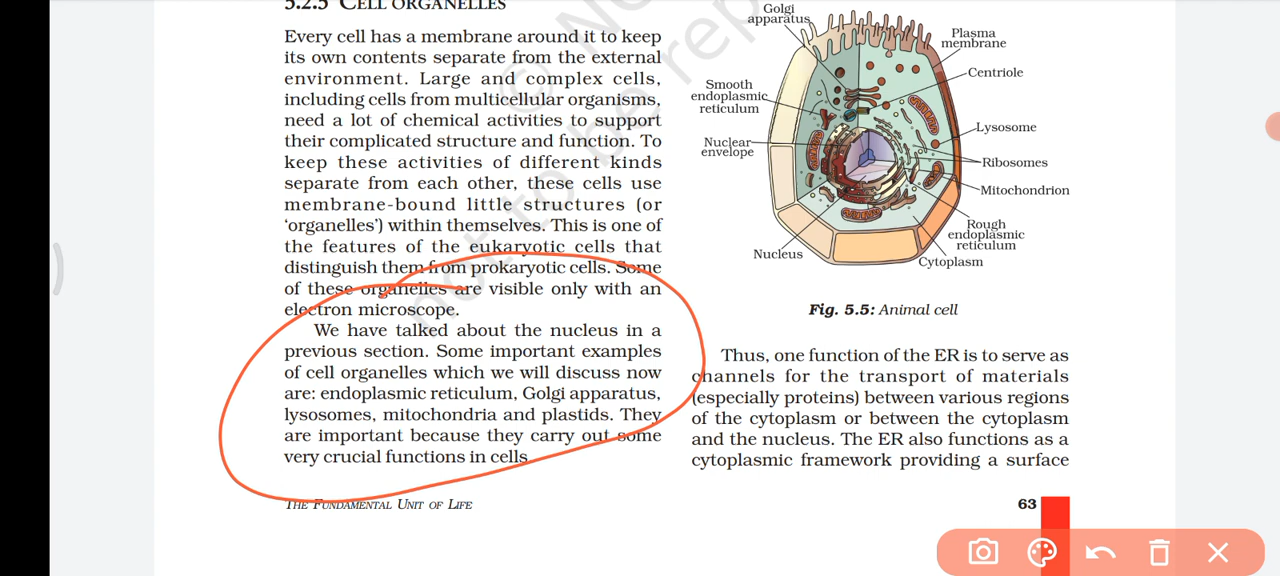 5.2.5 CELL ORGANELLES
Every cell has a membrane around it to keep
its own contents separate from the external
environment. Large and complex cells,
including cells from multicellular organisms,
need a lot of chemical activities to support
their complicated structure and function. To
keep these activities of different kinds
separate from each other, these cells use
membrane-bound little structures (or
‘organelles’) within themselves. This is one of
the features of the eukaryotic cells that
distinguish them from prokaryotic cells. Some
of these organelles are visible only with an
electron microscope.
We have talked about the nucleus in a
previous section. Some important examples
of cell organelles which we will discuss now
are: endoplasmic reticulum, Golgi apparatus,
lysosomes, mitochondria and plastids. They
are important because they carry out some
very crucial functions in cells.
Golgi
apparatus
Plasma
membrane
Centriole
Smooth
endoplasmic
reticulum
Lysosome
Nuclear
envelope
Ribosomes
Mitochondrion
Rough
endoplasmic
reticulum
Nucleus
Cytoplasm
Fig. 5.5: Animal cell
Thus, one function of the ER is to serve as
channels for the transport of materials
(especially proteins) between various regions
of the cytoplasm or between the cytoplasm
and the nucleus. The ER also functions as a
cytoplasmic framework providing a surface
THE FUNDAMENTAL UNIT OF LIFE
63
not to be rep
© N